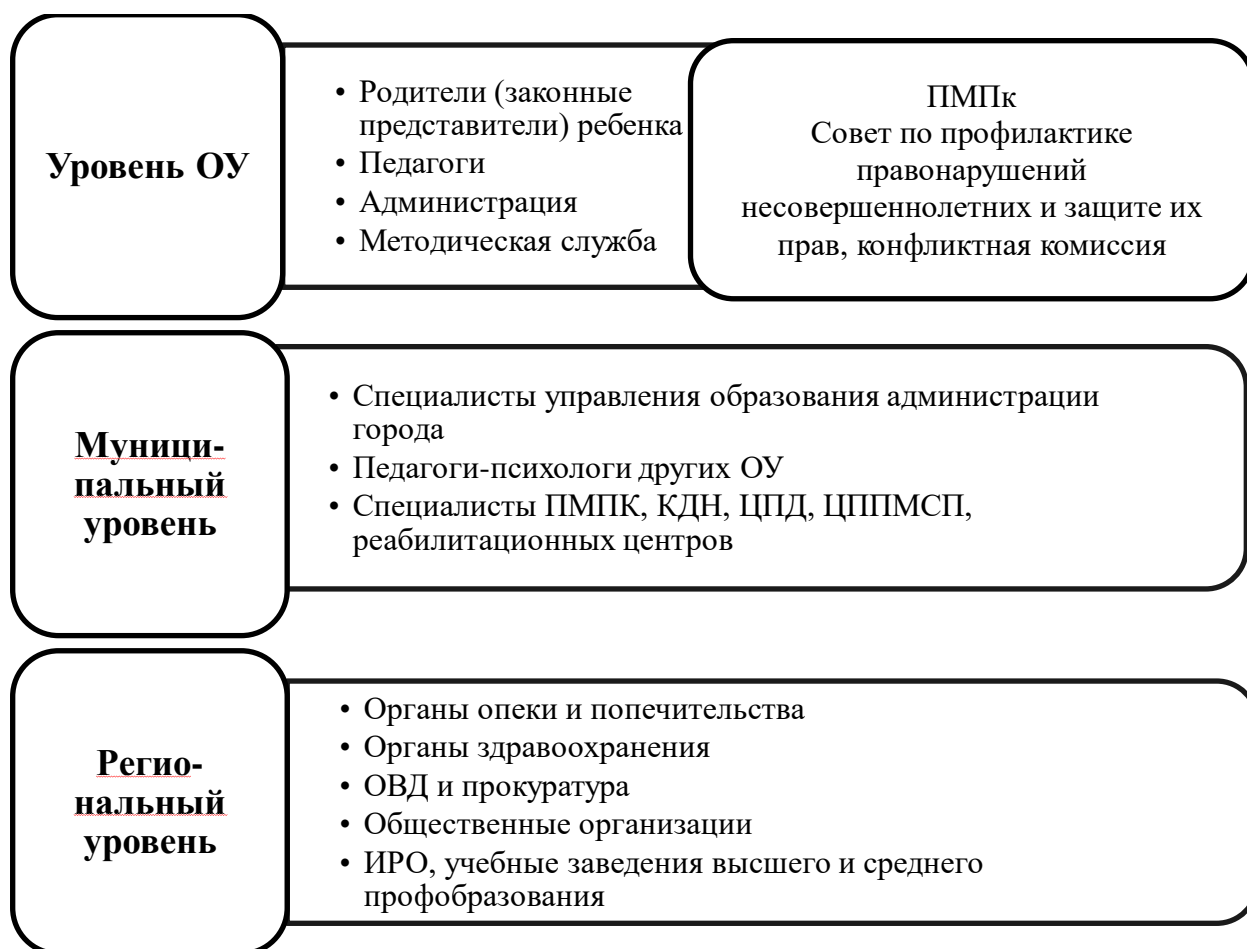 Уровень ОУ
• Родители (законные
представители) ребенка
• Педагоги
• Администрация
• Методическая служба
ПМПк
Совет по профилактике
правонарушений
несовершеннолетних и защите их
прав, конфликтная комиссия
Муници-
пальный
уровень
• Специалисты управления образования администрации
города
• Педагоги-психологи других ОУ
• Специалисты ПМПК, КДН, ЦПД, ЦППМСП,
реабилитационных центров
Регио-
нальный
уровень
• Органы опеки и попечительства
• Органы здравоохранения
• ОВД и прокуратура
• Общественные организации
• ИРО, учебные заведения высшего и среднего
профобразования